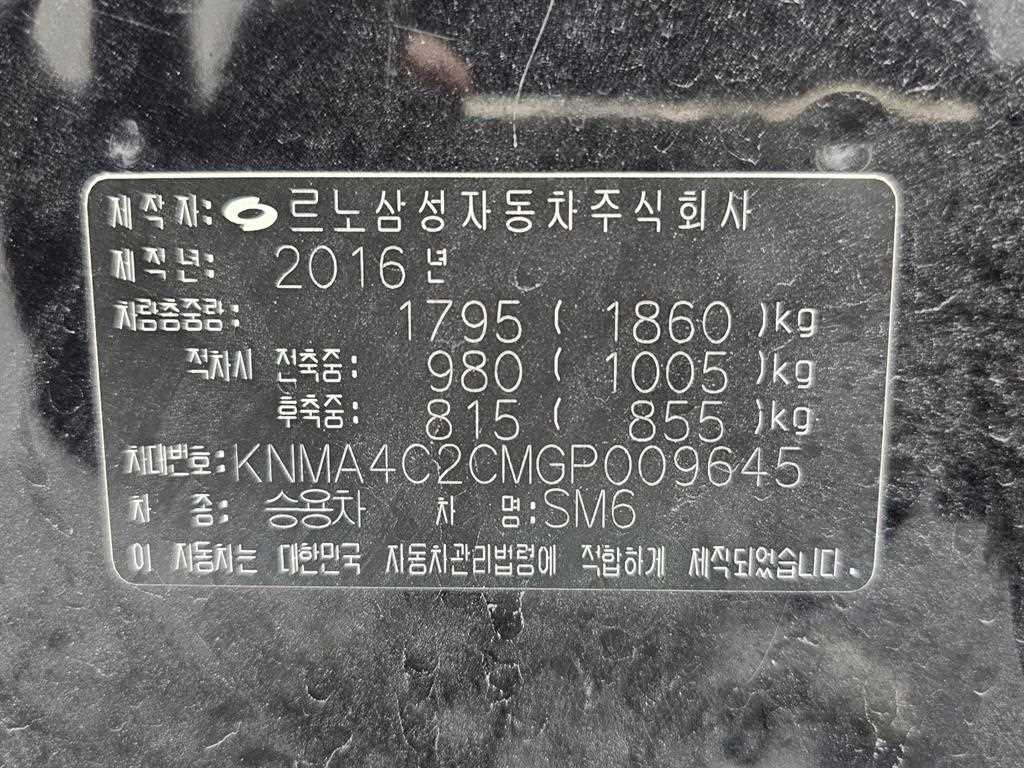 제작자: 르노삼성자동차주식회사
제작년: 2016 년
차량총중량: 1795 ( 1860 )kg
적차시 전축중: 980 ( 1005 )kg
후축중: 815 ( 855 )kg
차대번호: KNMA4C2CMGP009645
차 종: 승용차 차 명: SM6
이 자동차는 대한민국 자동차관리법령에 적합하게 제작되었습니다.